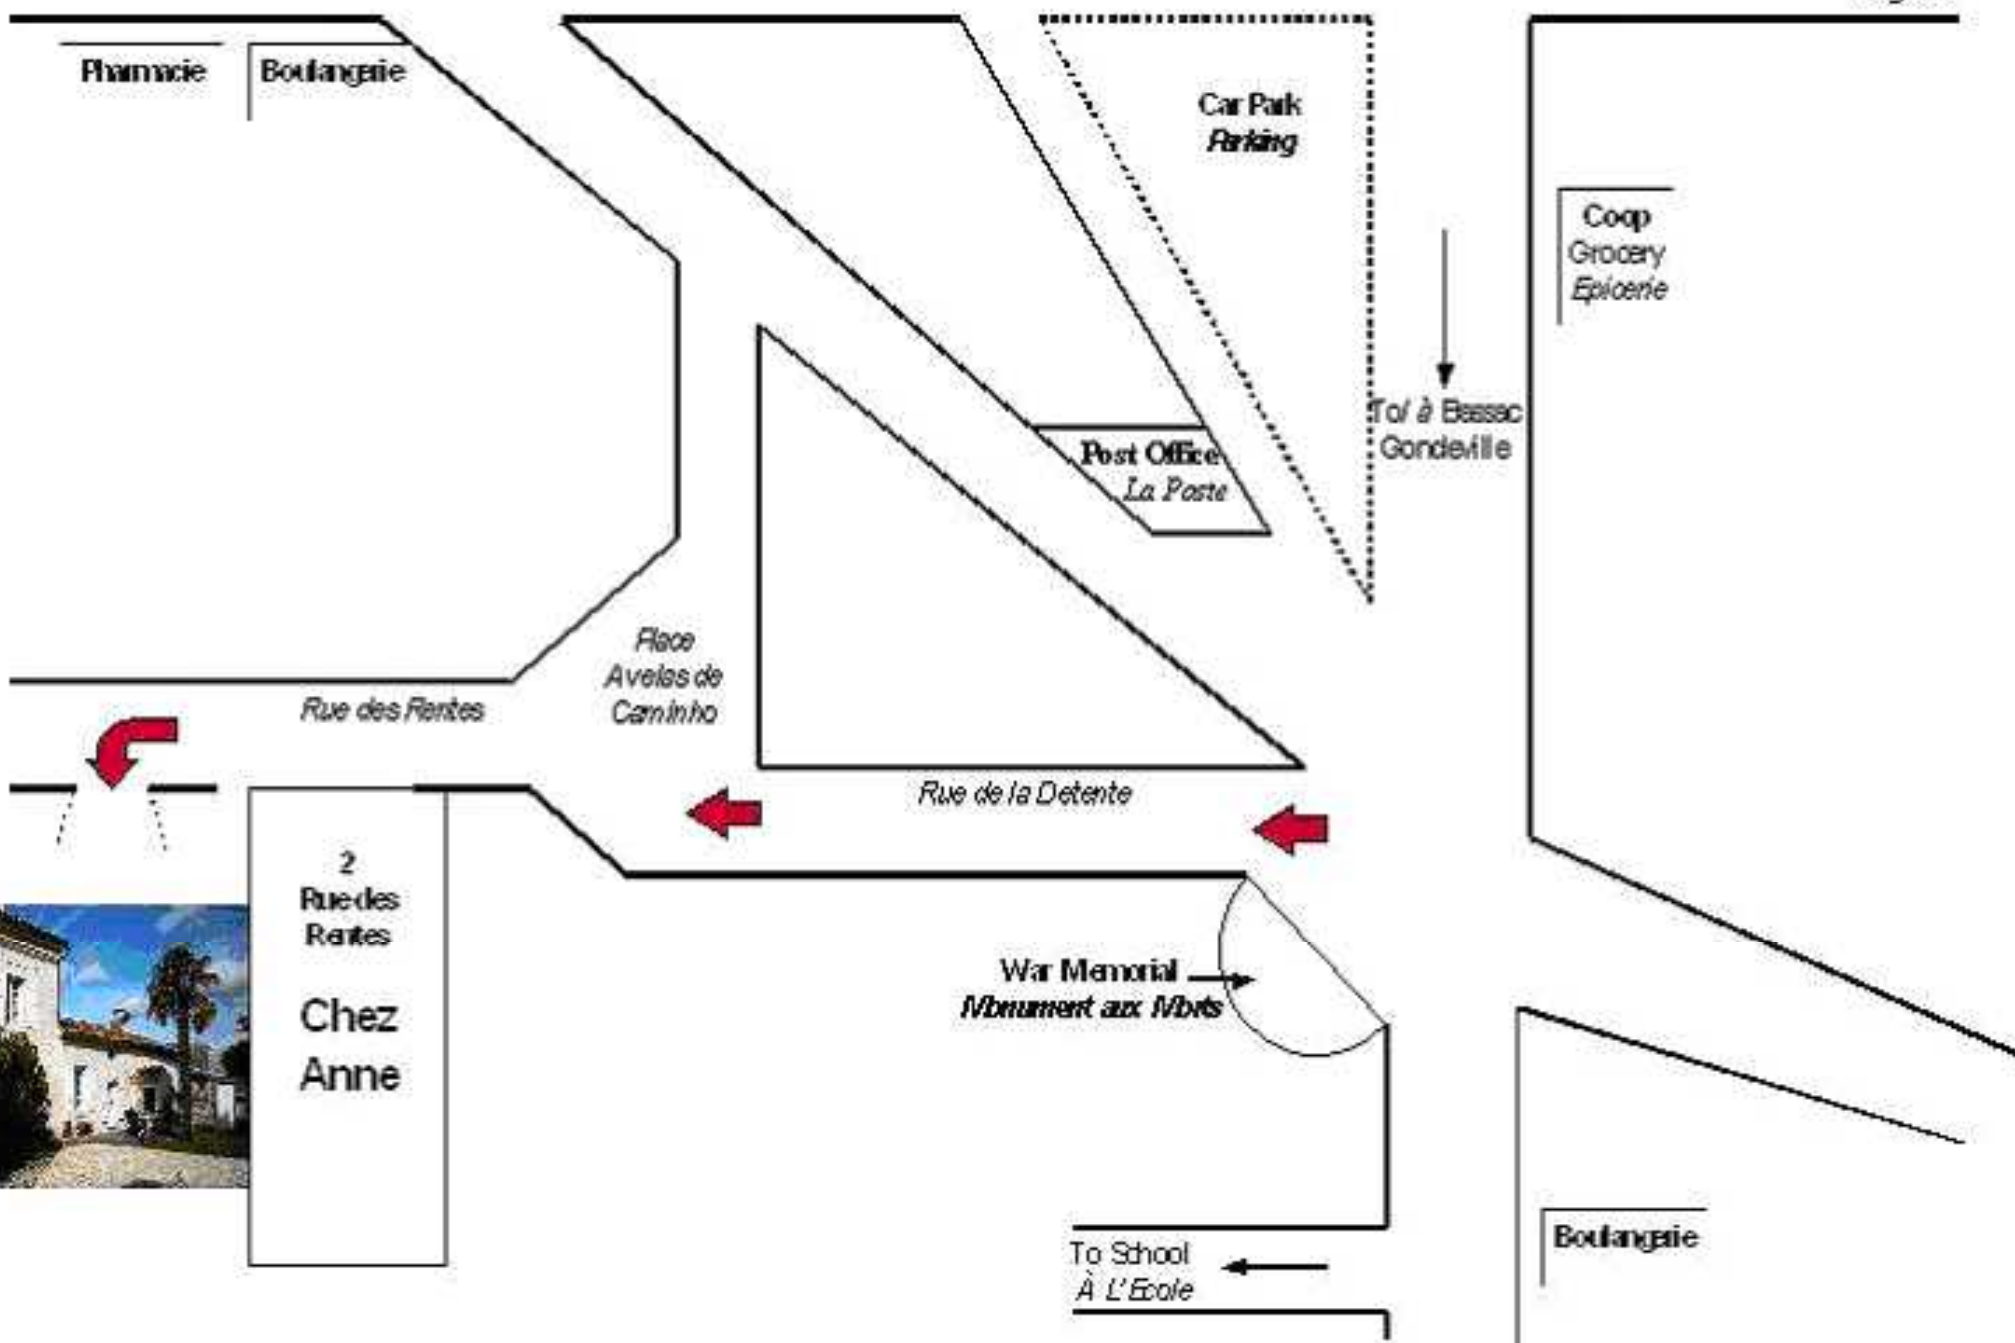 Pharmacie
Boulangerie
Car Park
Parking
Coop
Grocery
Epicerie
To/ à Bassac
Gondeville
Post Office
La Poste
Place
Avelas de
Caminho
Rue des Rentes
Rue de la Detente
2
Rue des
Rentes
Chez
Anne
War Memorial
Monument aux Morts
To School
À L'Ecole
Boulangerie